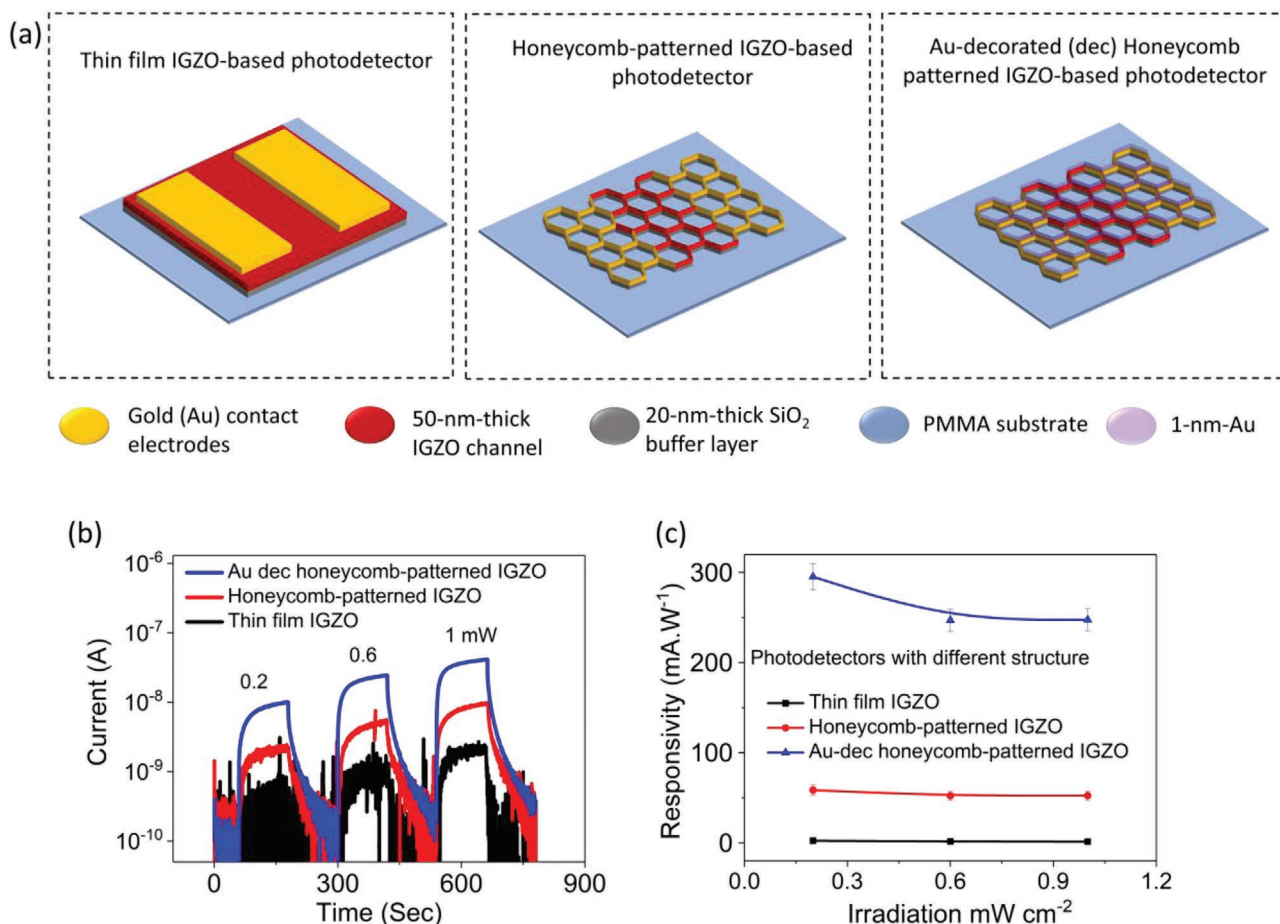 (a)
Thin film IGZO-based photodetector
Honeycomb-patterned IGZO-based
photodetector
Au-decorated (dec) Honeycomb
patterned IGZO-based photodetector
Gold (Au) contact
electrodes
50-nm-thick
IGZO channel
20-nm-thick SiO₂
buffer layer
PMMA substrate
1-nm-Au
(b)
10⁻⁶
10⁻⁷
10⁻⁸
10⁻⁹
10⁻¹⁰
Current (A)
Au dec honeycomb-patterned IGZO
Honeycomb-patterned IGZO
Thin film IGZO
0.2
0.6
1 mW
0
300
600
900
Time (Sec)
(c)
300
200
100
0
Responsivity (mA.W⁻¹)
Photodetectors with different structure
Thin film IGZO
Honeycomb-patterned IGZO
Au-dec honeycomb-patterned IGZO
0.0
0.3
0.6
0.9
1.2
Irradiation mW cm⁻²